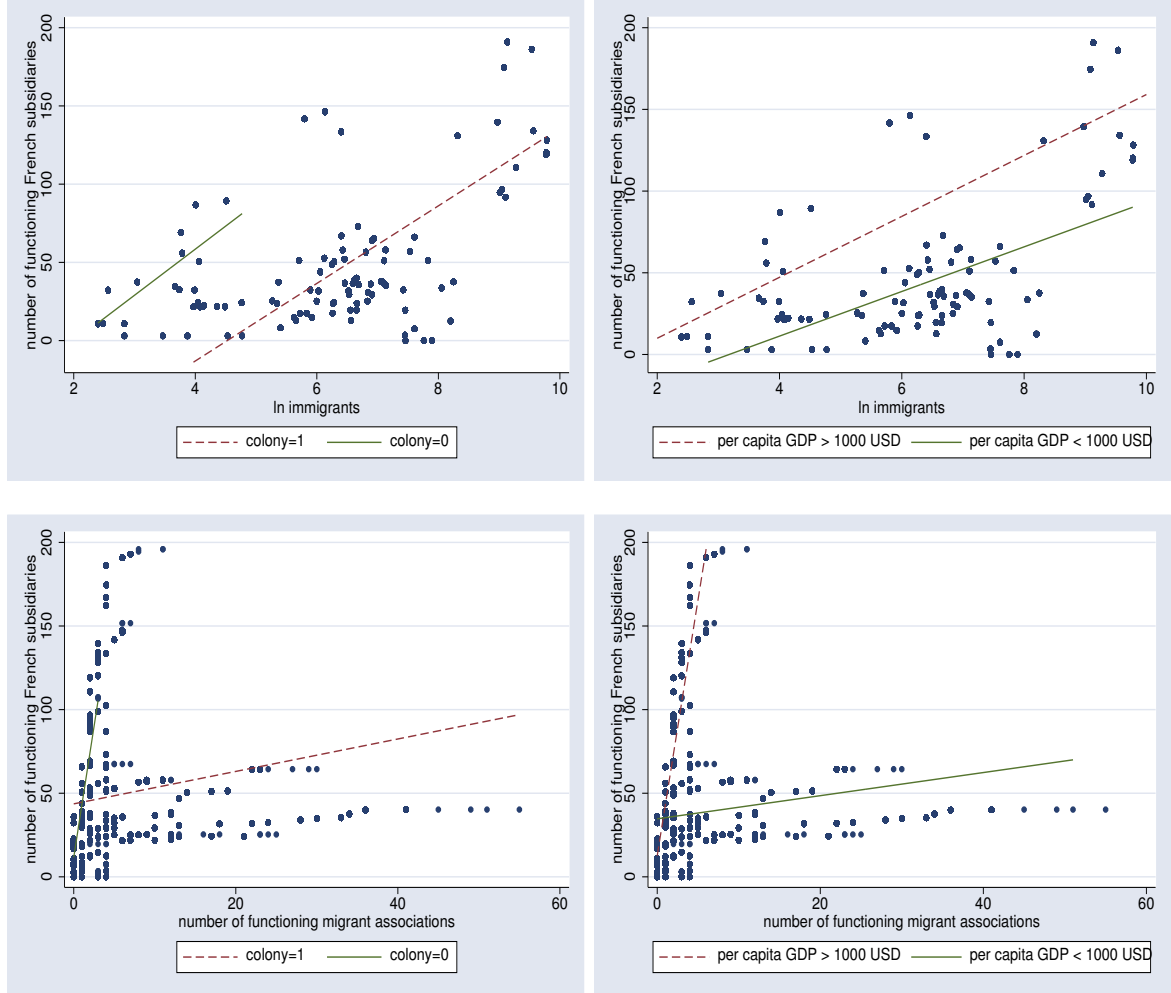 number of functioning French subsidiaries
200
150
100
50
0
2 4 6 8 10
ln immigrants
colony=1 colony=0
number of functioning French subsidiaries
200
150
100
50
0
2 4 6 8 10
ln immigrants
per capita GDP > 1000 USD per capita GDP < 1000 USD
number of functioning French subsidiaries
200
150
100
50
0
0 20 40 60
number of functioning migrant associations
colony=1 colony=0
number of functioning French subsidiaries
200
150
100
50
0
0 20 40 60
number of functioning migrant associations
per capita GDP > 1000 USD per capita GDP < 1000 USD